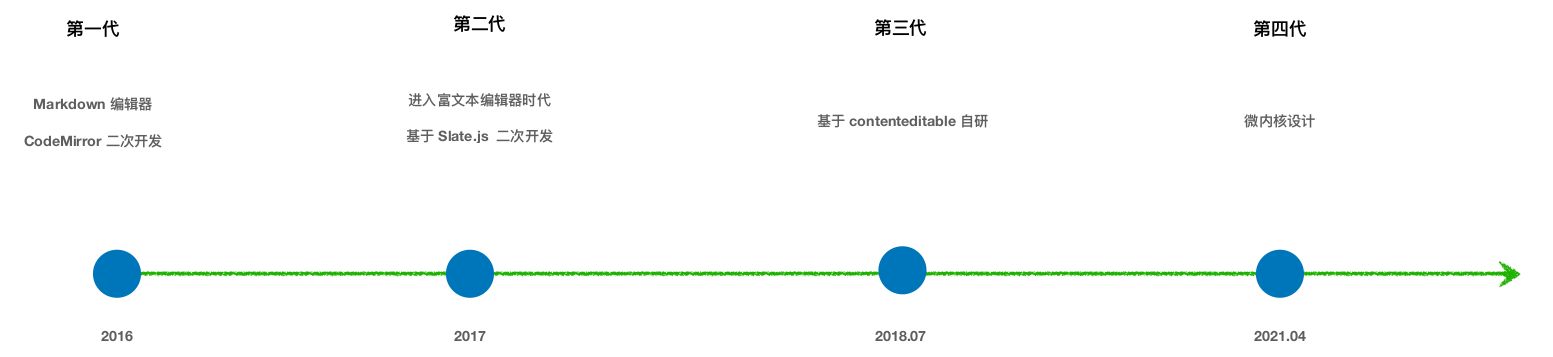 第一代
Markdown 编辑器
CodeMirror 二次开发
2016
第二代
进入富文本编辑器时代
基于 Slate.js 二次开发
2017
第三代
基于 contenteditable 自研
2018.07
第四代
微内核设计
2021.04